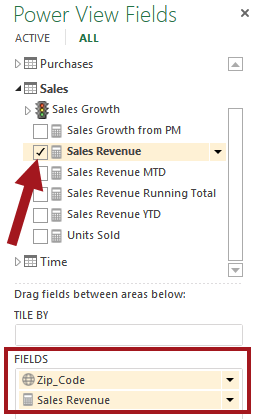 Power View Fields
ACTIVE ALL
Purchases
Sales
Sales Growth
Sales Growth from PM
Sales Revenue
Sales Revenue MTD
Sales Revenue Running Total
Sales Revenue YTD
Units Sold
Time
Drag fields between areas below:
TILE BY
FIELDS
Zip_Code
Sales Revenue